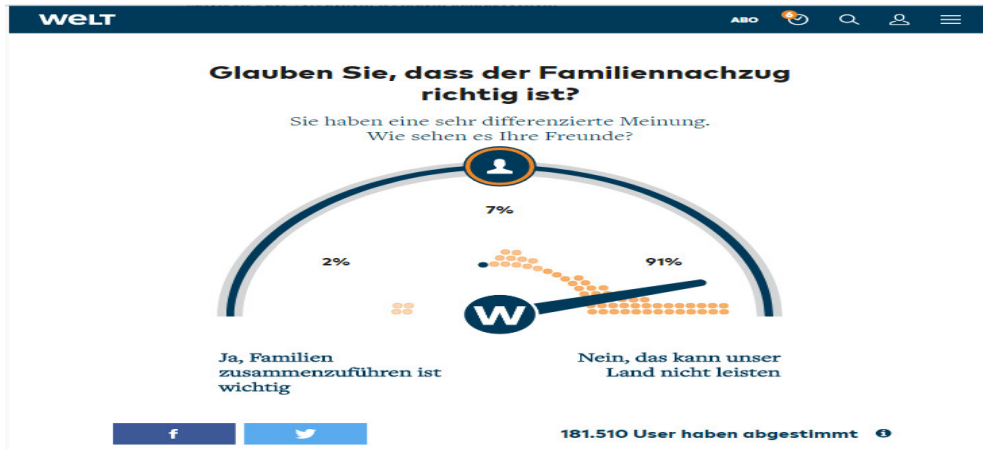 WELT
ABO
6
Glauben Sie, dass der Familiennachzug
richtig ist?
Sie haben eine sehr differenzierte Meinung.
Wie sehen es Ihre Freunde?
7%
2%
91%
W
Ja, Familien
zusammenzuführen ist
wichtig
Nein, das kann unser
Land nicht leisten
f
181.510 User haben abgestimmt i